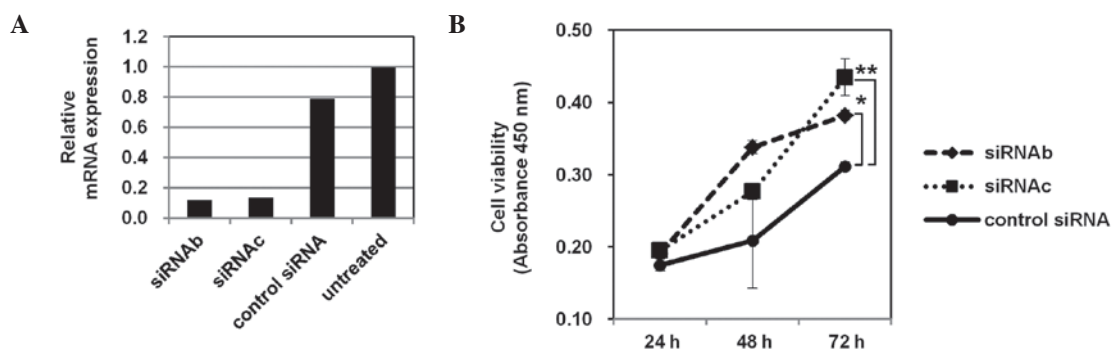 A
Relative
mRNA expression
1.2
1.0
0.8
0.6
0.4
0.2
0.0
siRNAb
siRNAc
control siRNA
untreated
B
Cell viability
(Absorbance 450 nm)
0.50
0.40
0.30
0.20
0.10
24 h
48 h
72 h
**
*
siRNAb
siRNAc
control siRNA